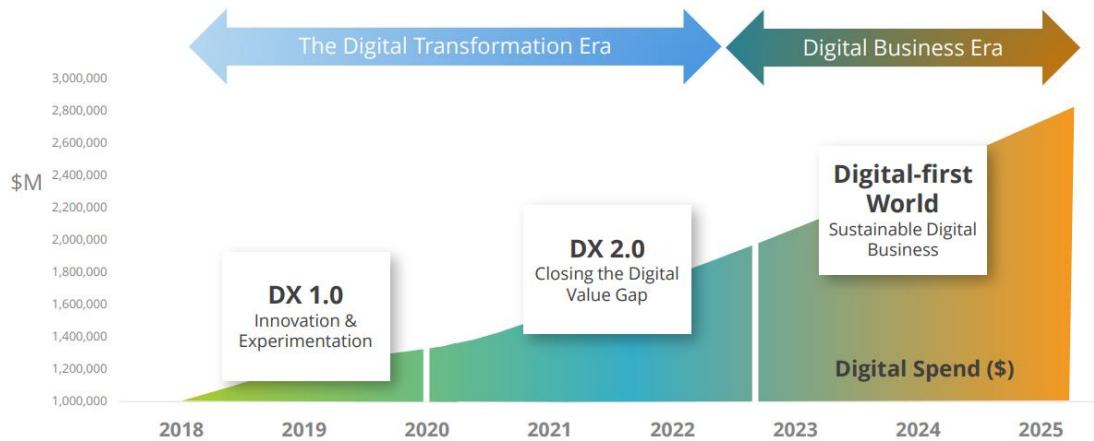 The Digital Transformation Era
Digital Business Era
3,000,000
2,800,000
2,600,000
$M
2,400,000
2,200,000
2,000,000
1,800,000
1,600,000
1,400,000
1,200,000
1,000,000
DX 1.0
Innovation &
Experimentation
DX 2.0
Closing the Digital
Value Gap
Digital-first
World
Sustainable Digital
Business
Digital Spend ($)
2018 2019 2020 2021 2022 2023 2024 2025